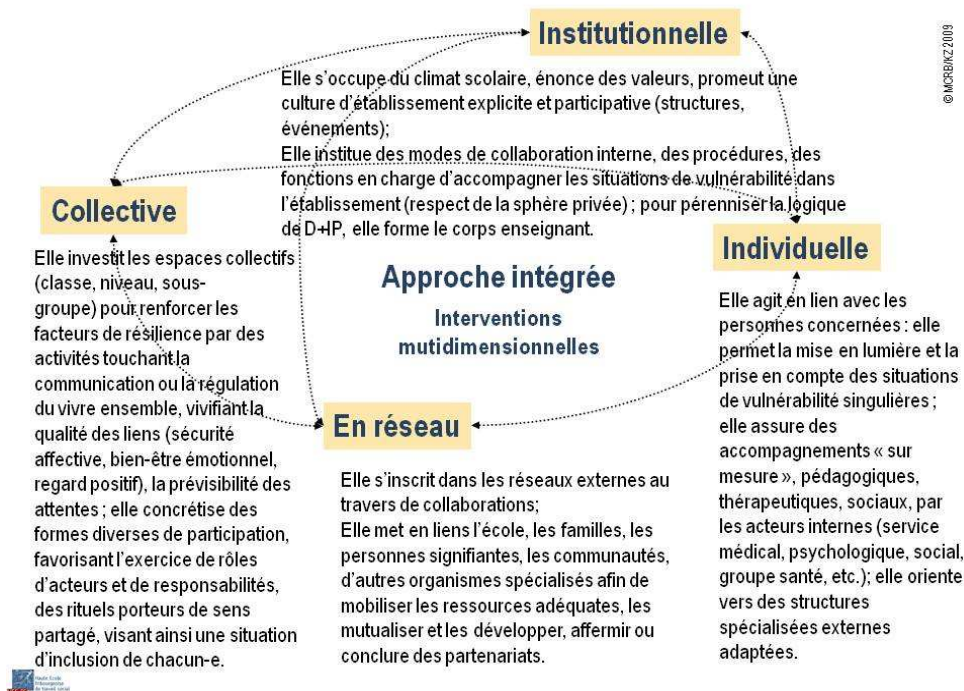 Institutionnelle
© MCRB/KZ 2009
Elle s'occupe du climat scolaire, énonce des valeurs, promeut une
culture d'établissement explicite et participative (structures,
événements);
Elle institue des modes de collaboration interne, des procédures, des
fonctions en charge d'accompagner les situations de vulnérabilité dans
l'établissement (respect de la sphère privée) ; pour pérenniser la logique
de D+IP, elle forme le corps enseignant.
Collective
Elle investit les espaces collectifs
(classe, niveau, sous-
groupe) pour renforcer les
facteurs de résilience par des
activités touchant la
communication ou la régulation
du vivre ensemble, vivifiant la
qualité des liens (sécurité
affective, bien-être émotionnel,
regard positif), la prévisibilité des
attentes ; elle concrétise des
formes diverses de participation,
favorisant l'exercice de rôles
d'acteurs et de responsabilités,
des rituels porteurs de sens
partagé, visant ainsi une situation
d'inclusion de chacun-e.
Approche intégrée
Interventions
mutidimensionnelles
En réseau
Elle s'inscrit dans les réseaux externes au
travers de collaborations;
Elle met en liens l'école, les familles, les
personnes signifiantes, les communautés,
d'autres organismes spécialisés afin de
mobiliser les ressources adéquates, les
mutualiser et les développer, affermir ou
conclure des partenariats.
Individuelle
Elle agit en lien avec les
personnes concernées : elle
permet la mise en lumière et la
prise en compte des situations
de vulnérabilité singulières ;
elle assure des
accompagnements « sur
mesure », pédagogiques,
thérapeutiques, sociaux, par
les acteurs internes (service
médical, psychologique, social,
groupe santé, etc.); elle oriente
vers des structures
spécialisées externes
adaptées.
Haute Ecole
fribourgeoise
de travail social